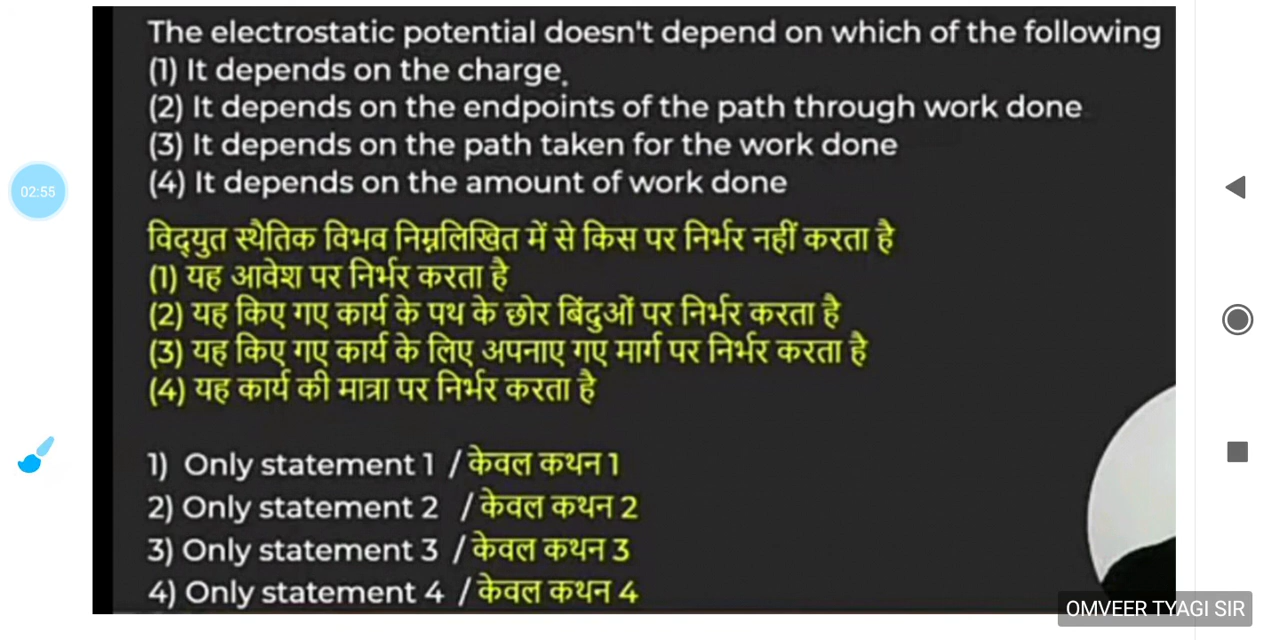 The electrostatic potential doesn't depend on which of the following
(1) It depends on the charge.
(2) It depends on the endpoints of the path through work done
(3) It depends on the path taken for the work done
(4) It depends on the amount of work done
विद्युत स्थैतिक विभव निम्नलिखित में से किस पर निर्भर नहीं करता है
(1) यह आवेश पर निर्भर करता है
(2) यह किए गए कार्य के पथ के छोर बिंदुओं पर निर्भर करता है
(3) यह किए गए कार्य के लिए अपनाए गए मार्ग पर निर्भर करता है
(4) यह कार्य की मात्रा पर निर्भर करता है
1) Only statement 1 / केवल कथन 1
2) Only statement 2 / केवल कथन 2
3) Only statement 3 / केवल कथन 3
4) Only statement 4 / केवल कथन 4
02:55
OMVEER TYAGI SIR